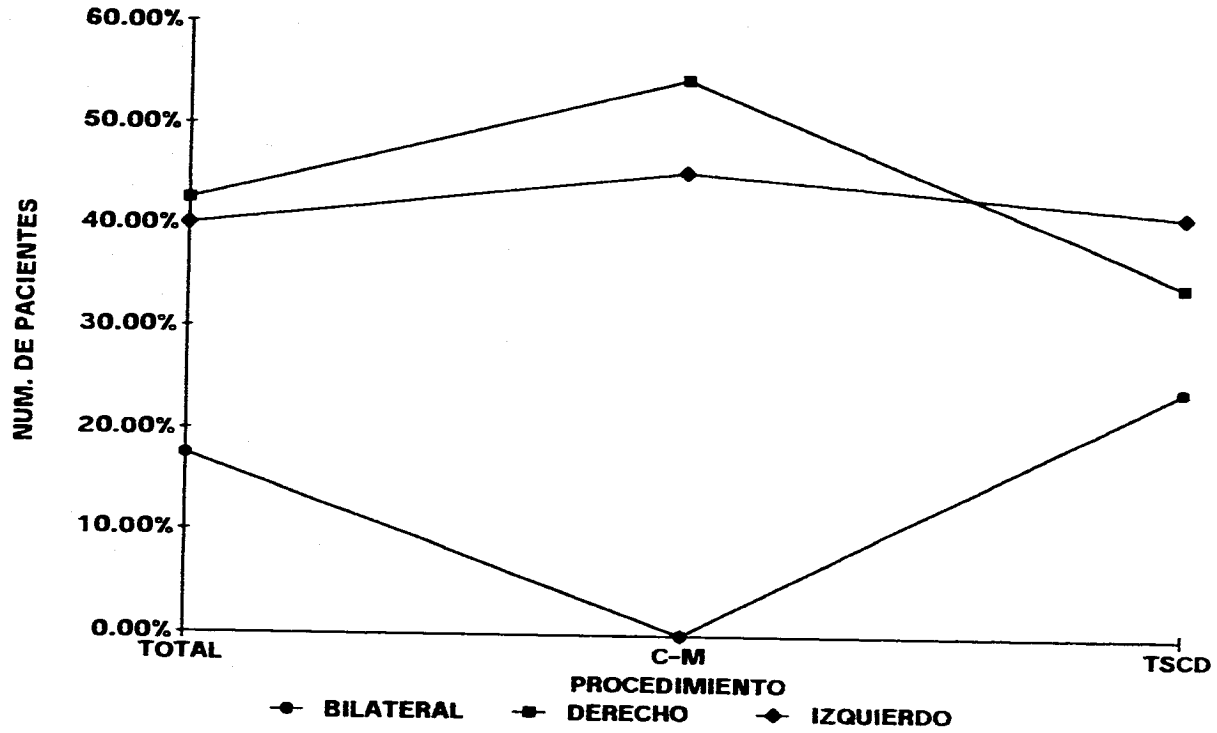 60.00%
50.00%
40.00%
30.00%
20.00%
10.00%
0.00%
NUM. DE PACIENTES
TOTAL C-M TSCD
PROCEDIMIENTO
BILATERAL DERECHO IZQUIERDO